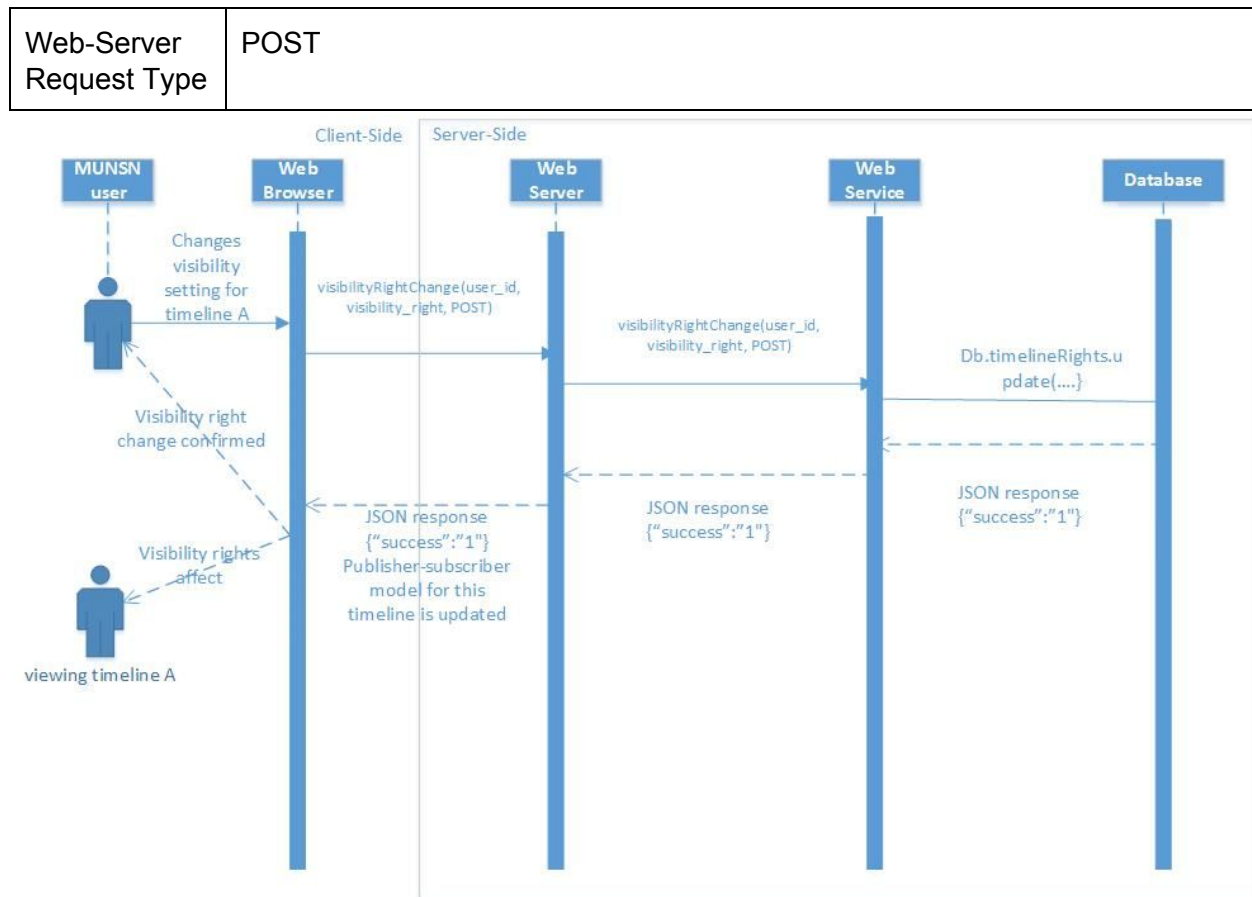 Web-Server
Request Type
POST
Client-Side
Server-Side
MUNSN
user
Web
Browser
Web
Server
Web
Service
Database
Changes
visibility
setting for
timeline A
visibilityRightChange(user_id,
visibility_right, POST)
visibilityRightChange(user_id,
visibility_right, POST)
Db.timelineRights.u
pdate(....}
Visibility right
change confirmed
JSON response
{“success”:”1"}
JSON response
{“success”:”1"}
JSON response
{“success”:”1"}
Publisher-subscriber
model for this
timeline is updated
Visibility rights
affect
viewing timeline A